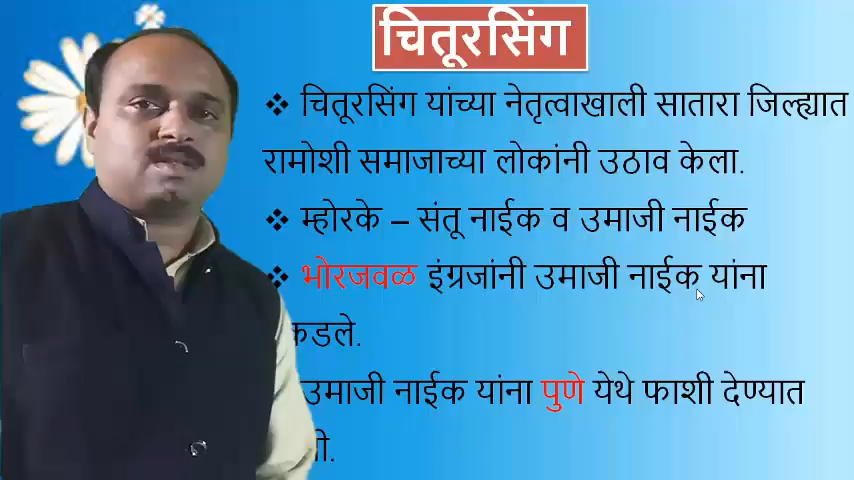 चितूरसिंग
❖ चितूरसिंग यांच्या नेतृत्वाखाली सातारा जिल्ह्यात
रामोशी समाजाच्या लोकांनी उठाव केला.
❖ म्होरके – संतू नाईक व उमाजी नाईक
❖ भोरजवळ इंग्रजांनी उमाजी नाईक यांना
कडले.
उमाजी नाईक यांना पुणे येथे फाशी देण्यात